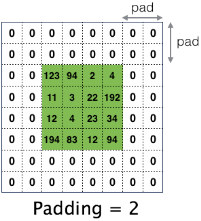 pad
pad
0 0 0 0 0 0 0 0
0 0 0 0 0 0 0 0
0 0 123 94 2 4 0 0
0 0 11 3 22 192 0 0
0 0 12 4 23 34 0 0
0 0 194 83 12 94 0 0
0 0 0 0 0 0 0 0
0 0 0 0 0 0 0 0
Padding = 2